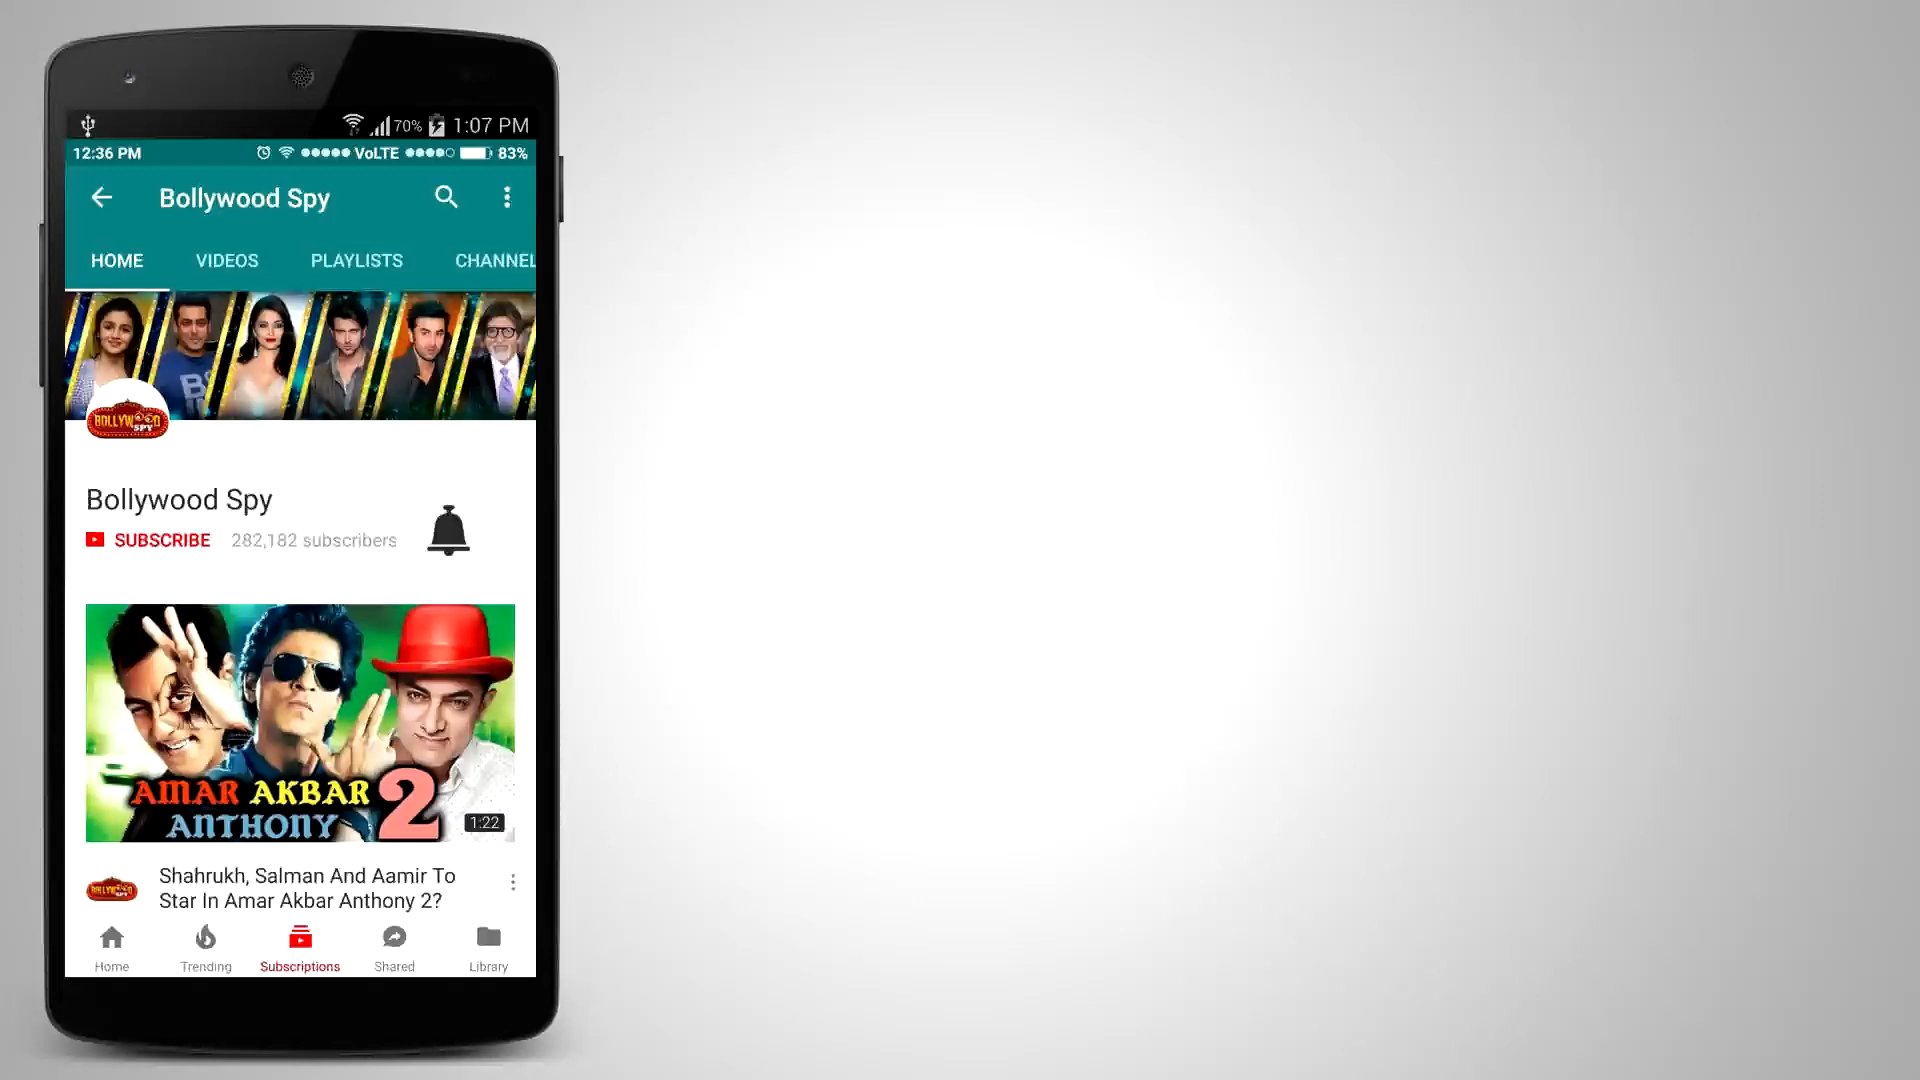 70% 1:07 PM
12:36 PM VoLTE 83%
Bollywood Spy
HOME VIDEOS PLAYLISTS CHANNEL
BOLLYWOOD
SPY
Bollywood Spy
SUBSCRIBE 282,182 subscribers
AMAR AKBAR 2
ANTHONY
1:22
Shahrukh, Salman And Aamir To
Star In Amar Akbar Anthony 2?
Home Trending Subscriptions Shared Library